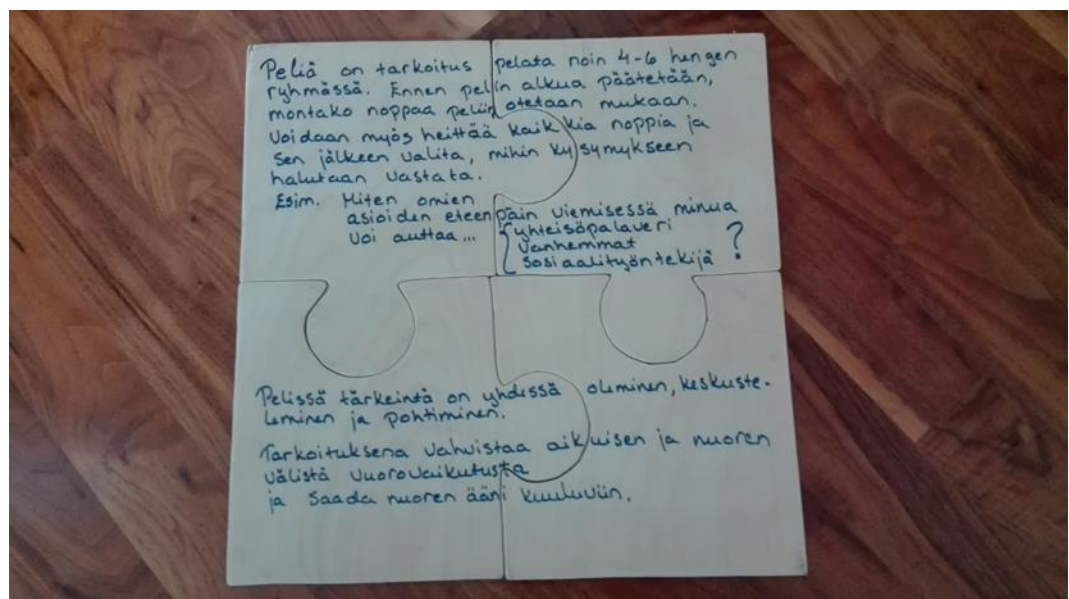 Peliä on tarkoitus pelata noin 4-6 hengen
ryhmässä. Ennen pelin alkua päätetään,
montako noppaa peliin otetaan mukaan.
Voidaan myös heittää kaikkia noppia ja
sen jälkeen valita, mihin kysymykseen
halutaan vastata.
Esim. Miten omien
asioiden eteenpäin viemisessä minua
voi auttaa... yhteisöpalaveri
vanhemmat
sosiaalityöntekijä ?
Pelissä tärkeintä on yhdessä oleminen, keskuste-
leminen ja pohtiminen.
Tarkoituksena vahvistaa aikuisen ja nuoren
välistä vuorovaikutusta
ja saada nuoren ääni kuuluviin.